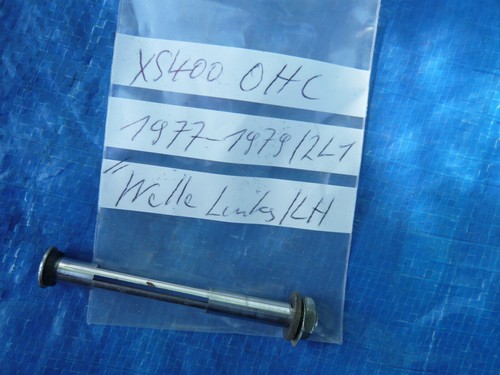 XS400 OHC
1977-1979/2L1
"Welle Links/LH